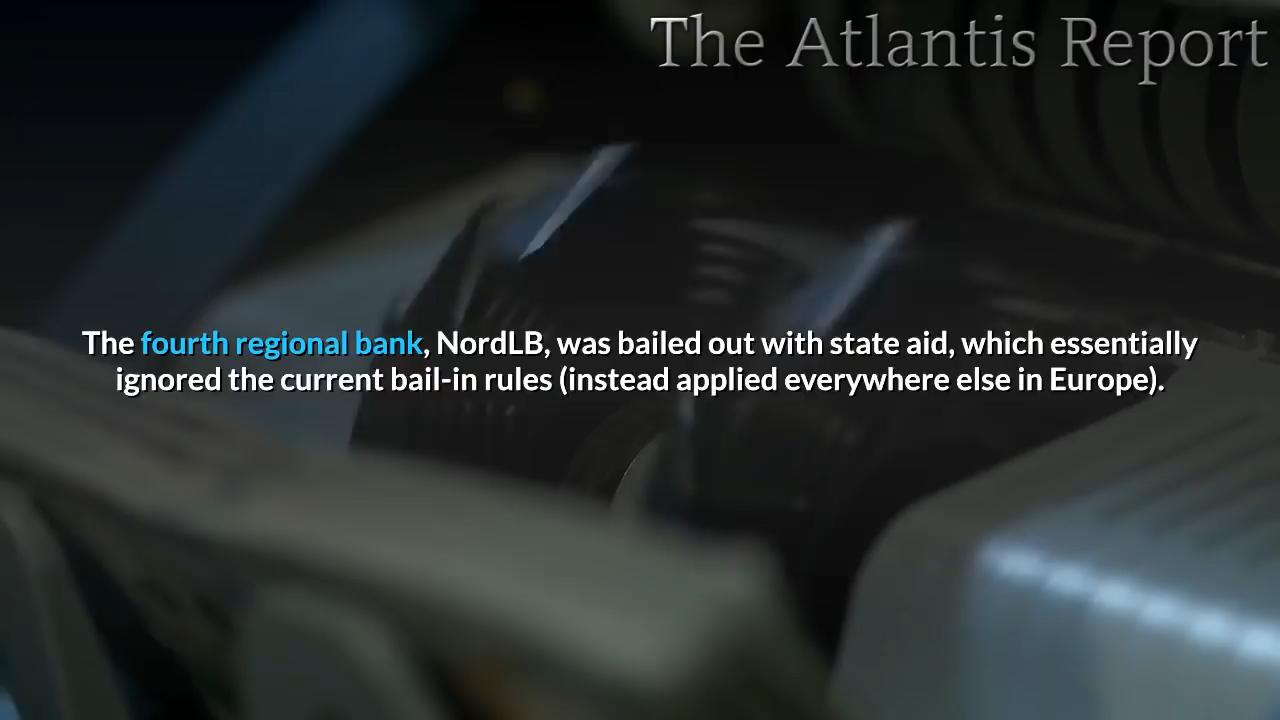 The Atlantis Report
The fourth regional bank, NordLB, was bailed out with state aid, which essentially
ignored the current bail-in rules (instead applied everywhere else in Europe).